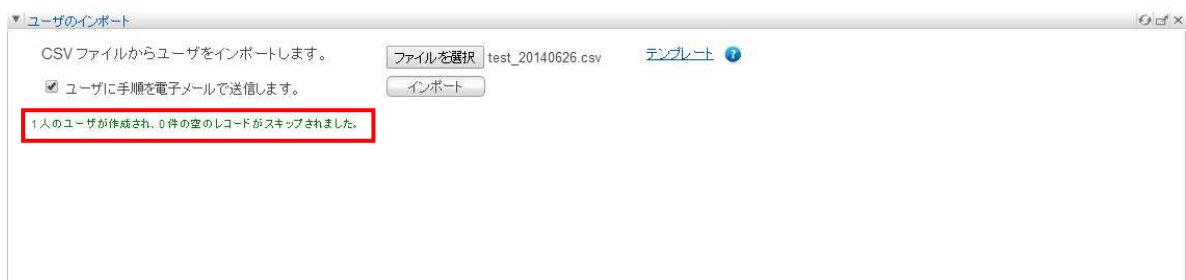 ユーザのインポート
CSV ファイルからユーザをインポートします。 ファイルを選択 test_20140626.csv テンプレート ?
ユーザに手順を電子メールで送信します。 インポート
1人のユーザが作成され、0件の空のレコードがスキップされました。